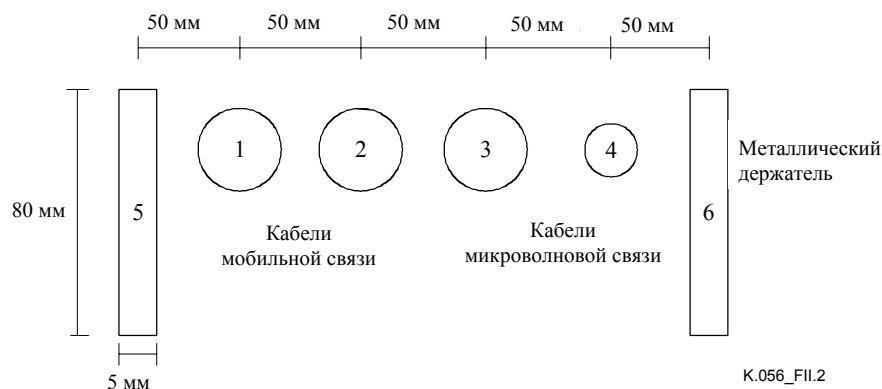 50 мм 50 мм 50 мм 50 мм 50 мм
1 2 3 4
Металлический
держатель
80 мм
5 6
Кабели
мобильной связи
Кабели
микроволновой связи
5 мм
K.056_FII.2